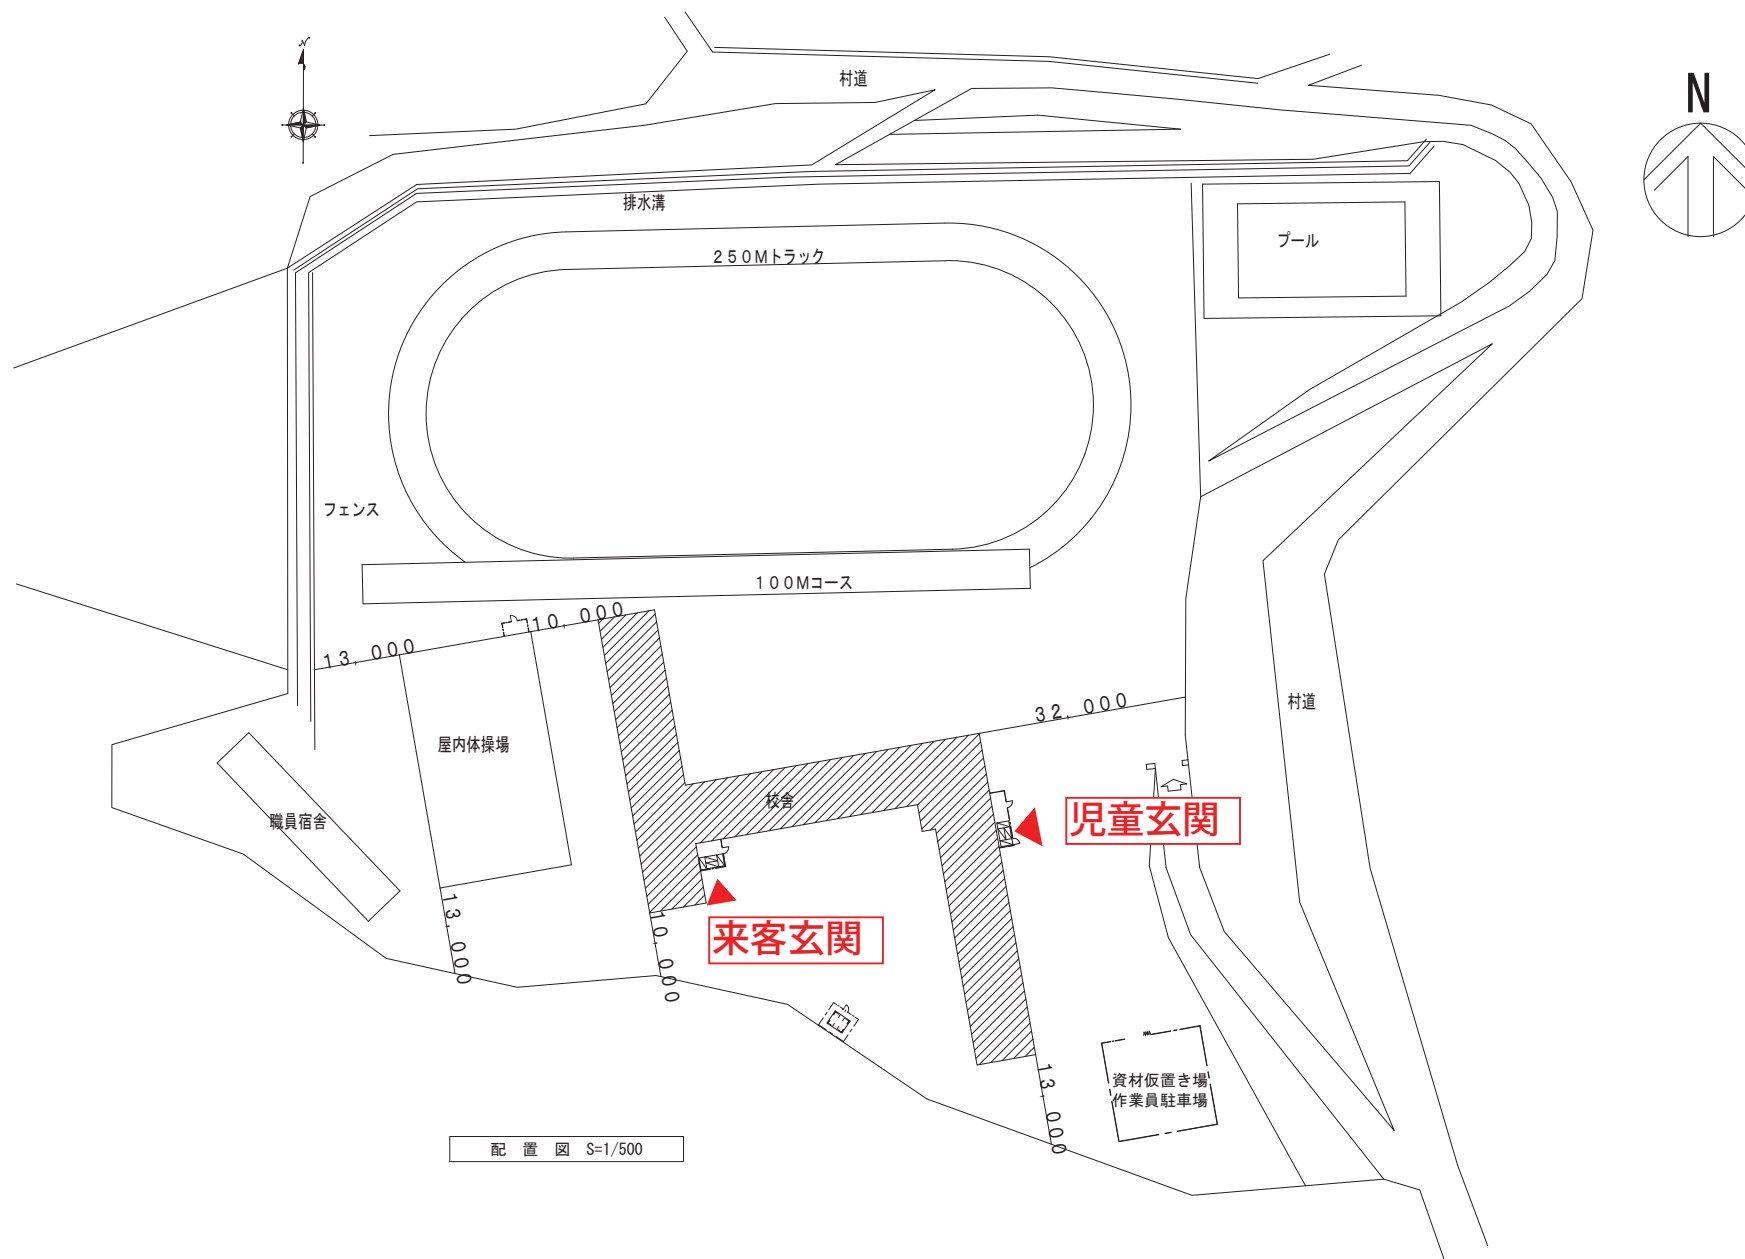 N
村道
N
排水溝
プール
250Mトラック
フェンス
100Mコース
10,000
13,000
32,000
村道
屋内体操場
校舎
児童玄関
職員宿舎
来客玄関
13,000
10,000
13,000
資材仮置き場
作業員駐車場
配 置 図 S=1/500